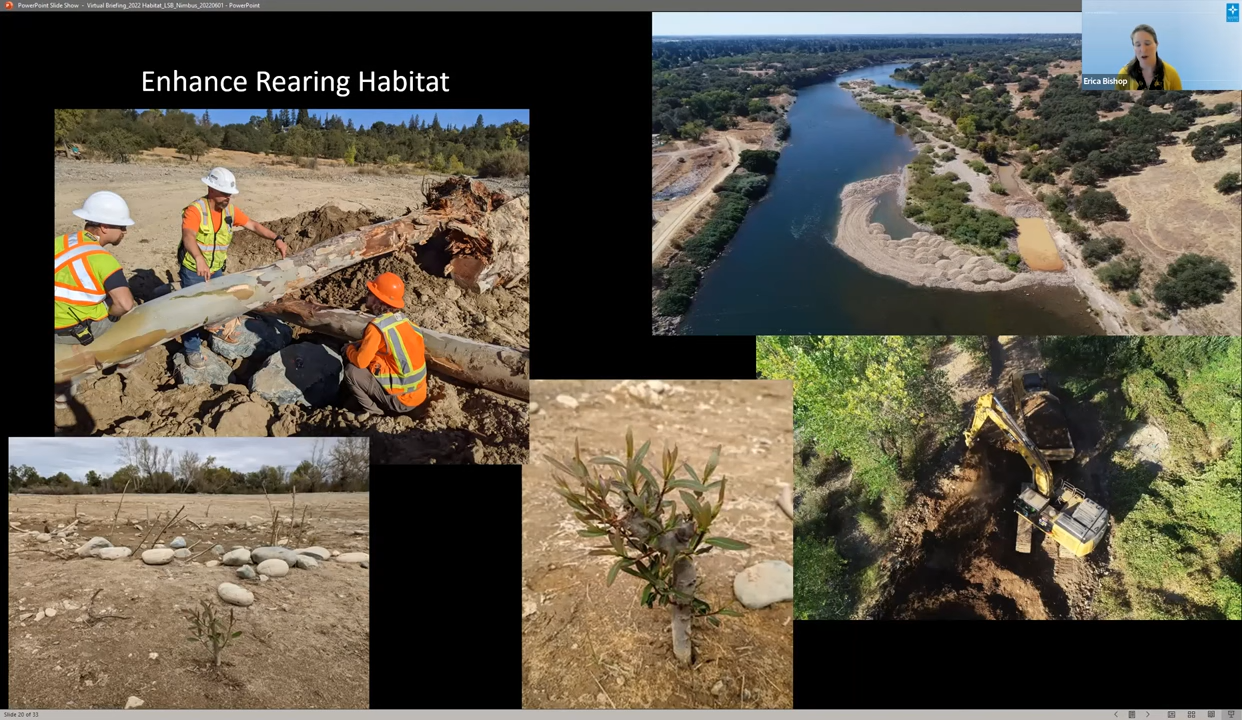 PowerPoint Slide Show - Virtual Briefing_2022 Habitat_LSB_Nimbus_20220601 - PowerPoint
Erica Bishop
Enhance Rearing Habitat
Slide 20 of 33